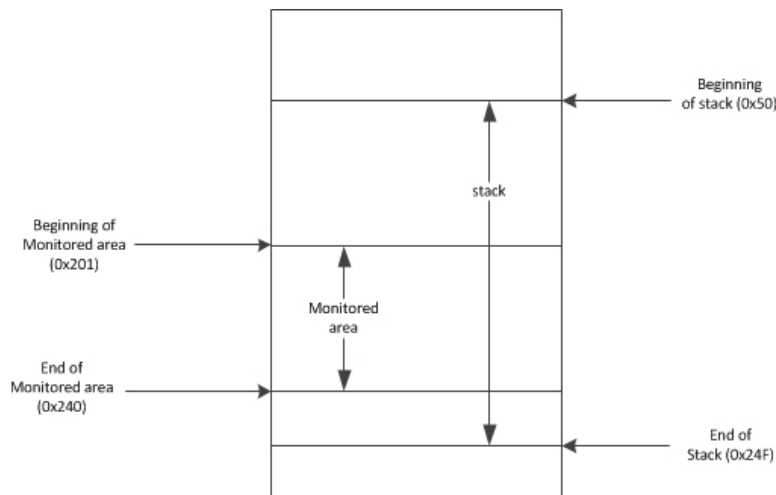 Beginning
of stack (0x50)
stack
Beginning of
Monitored area
(0x201)
Monitored
area
End of
Monitored area
(0x240)
End of
Stack (0x24F)